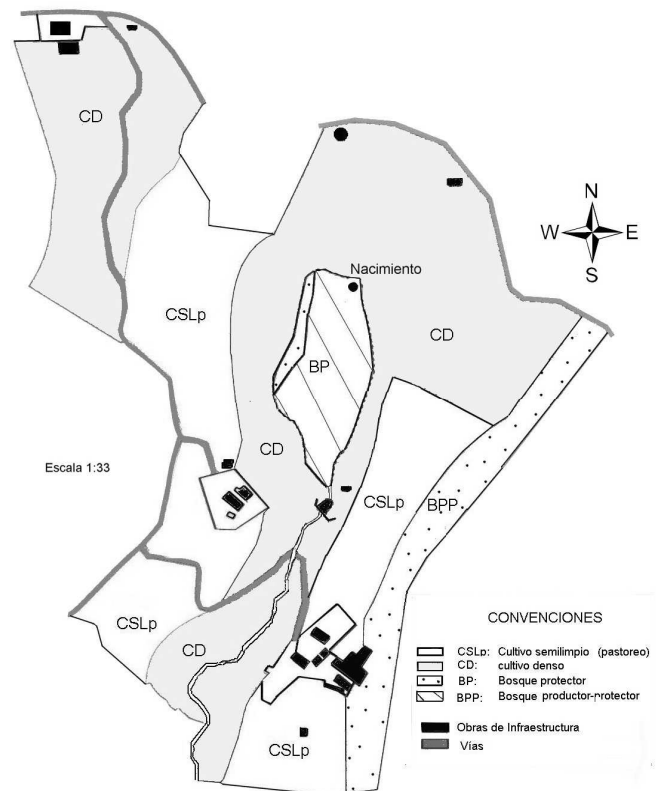 CD
N
W E
S
Nacimiento
CSLp
BP
CD
CD
Escala 1:33
CSLp
BPP
CSLp
CD
CSLp
CONVENCIONES
CSLp: Cultivo semilimpio (pastoreo)
CD: cultivo denso
BP: Bosque protector
BPP: Bosque productor-protector
Obras de Infraestructura
Vías